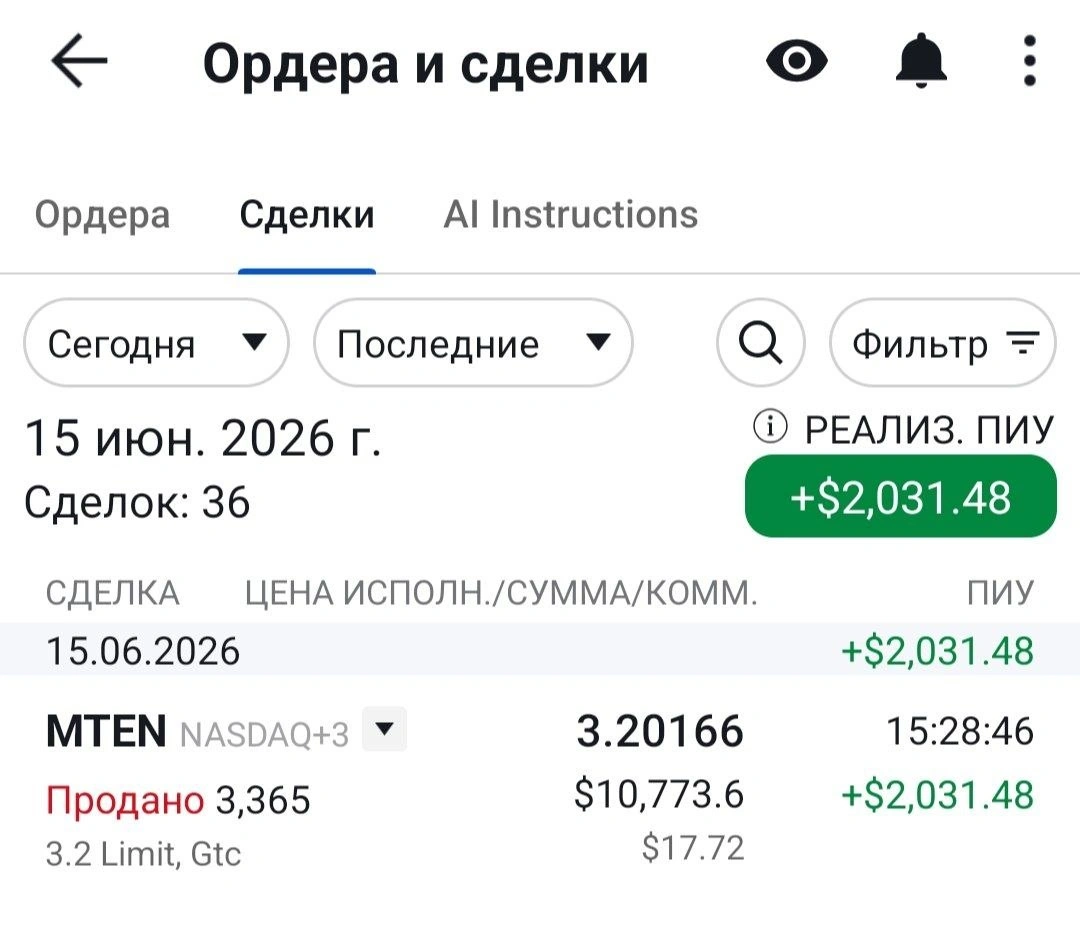 Ордера и сделки
Ордера Сделки AI Instructions
Сегодня Последние Фильтр
15 июн. 2026 г.
РЕАЛИЗ. ПИУ
Сделок: 36
+$2,031.48
СДЕЛКА ЦЕНА ИСПОЛН./СУММА/КОММ. ПИУ
15.06.2026 +$2,031.48
MTEN NASDAQ+3 3.20166 15:28:46
Продано 3,365 $10,773.6 +$2,031.48
3.2 Limit, Gtc $17.72